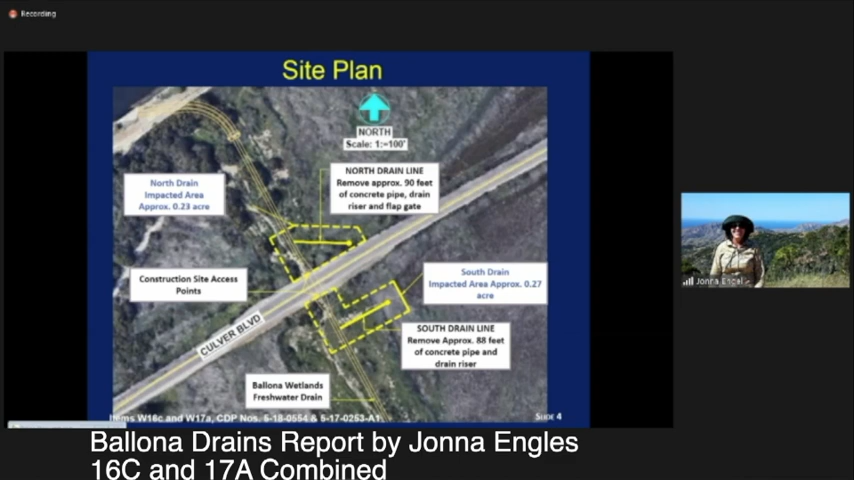 Recording
Site Plan
NORTH
Scale: 1:=100'
NORTH DRAIN LINE
Remove approx. 90 feet
of concrete pipe, drain
riser and flap gate
North Drain
Impacted Area
Approx. 0.23 acre
Construction Site Access
Points
South Drain
Impacted Area Approx. 0.27
acre
CULVER BLVD
SOUTH DRAIN LINE
Remove Approx. 88 feet
of concrete pipe and
drain riser
Ballona Wetlands
Freshwater Drain
Items W16c and W17a, CDP Nos. 5-18-0554 & 5-17-0253-A1
SLIDE 4
Jonna Engel
Ballona Drains Report by Jonna Engles
16C and 17A Combined